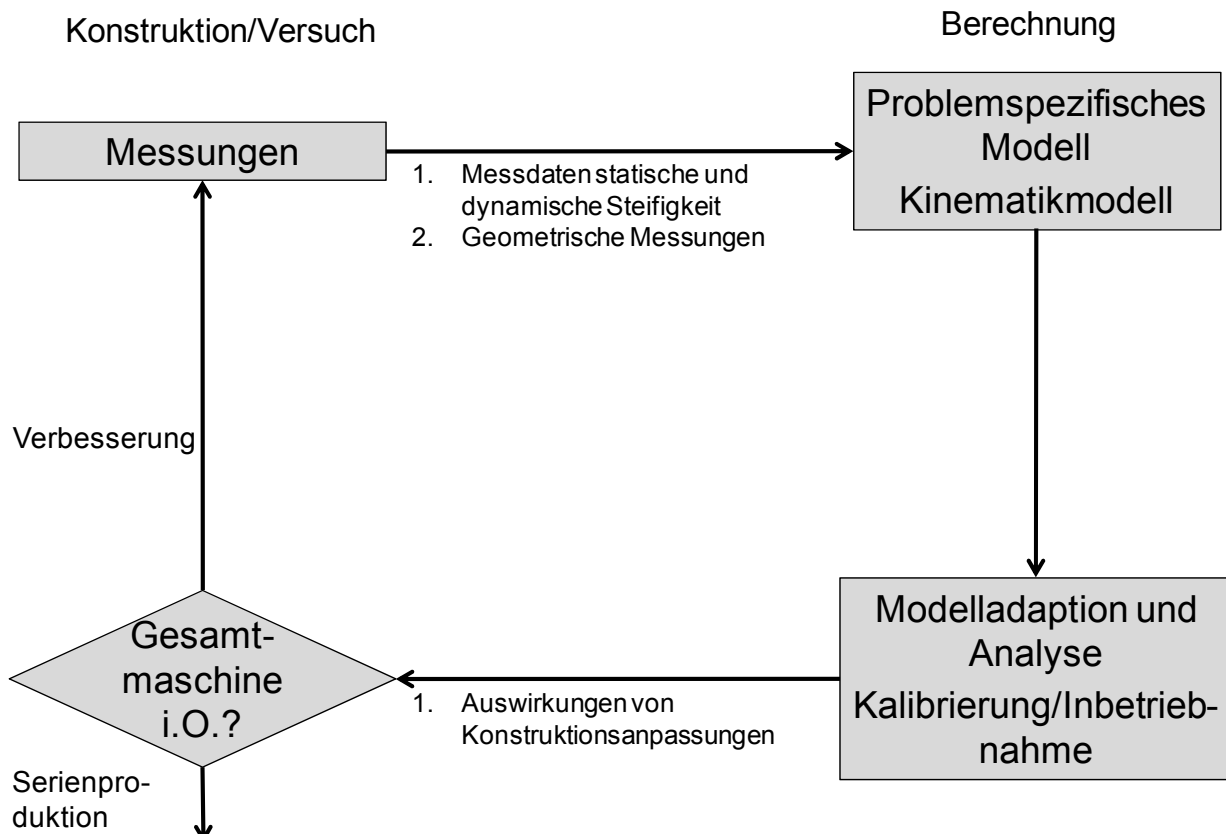 Konstruktion/Versuch
Berechnung
Messungen
1. Messdaten statische und
dynamische Steifigkeit
2. Geometrische Messungen
Problemspezifisches
Modell
Kinematikmodell
Verbesserung
Gesamt-
maschine
i.O.?
1. Auswirkungen von
Konstruktionsanpassungen
Modelladaption und
Analyse
Kalibrierung/Inbetrieb-
nahme
Serienpro-
duktion